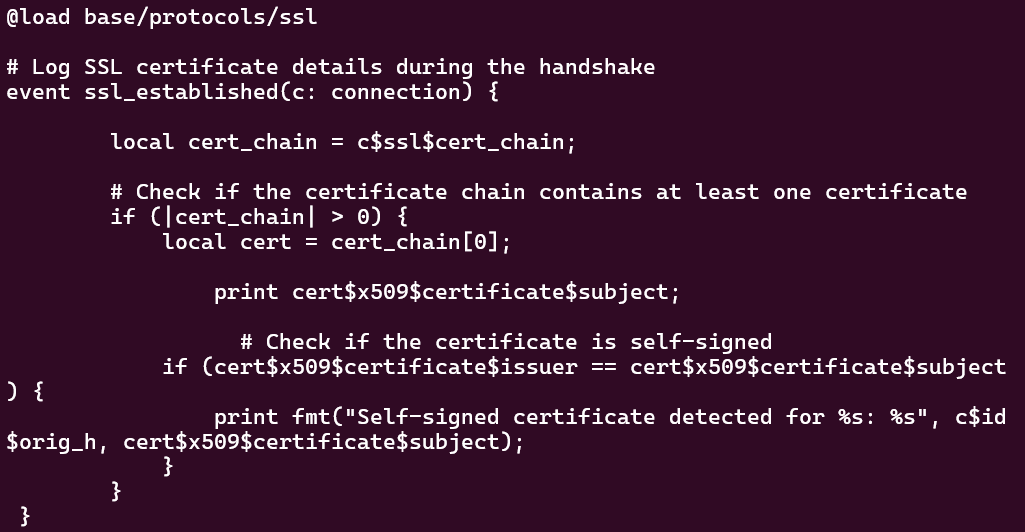 @load base/protocols/ssl

# Log SSL certificate details during the handshake
event ssl_established(c: connection) {

        local cert_chain = c$ssl$cert_chain;

        # Check if the certificate chain contains at least one certificate
        if (|cert_chain| > 0) {
            local cert = cert_chain[0];

                print cert$x509$certificate$subject;

                  # Check if the certificate is self-signed
            if (cert$x509$certificate$issuer == cert$x509$certificate$subject
) {
                print fmt("Self-signed certificate detected for %s: %s", c$id
$orig_h, cert$x509$certificate$subject);
            }
        }
 }